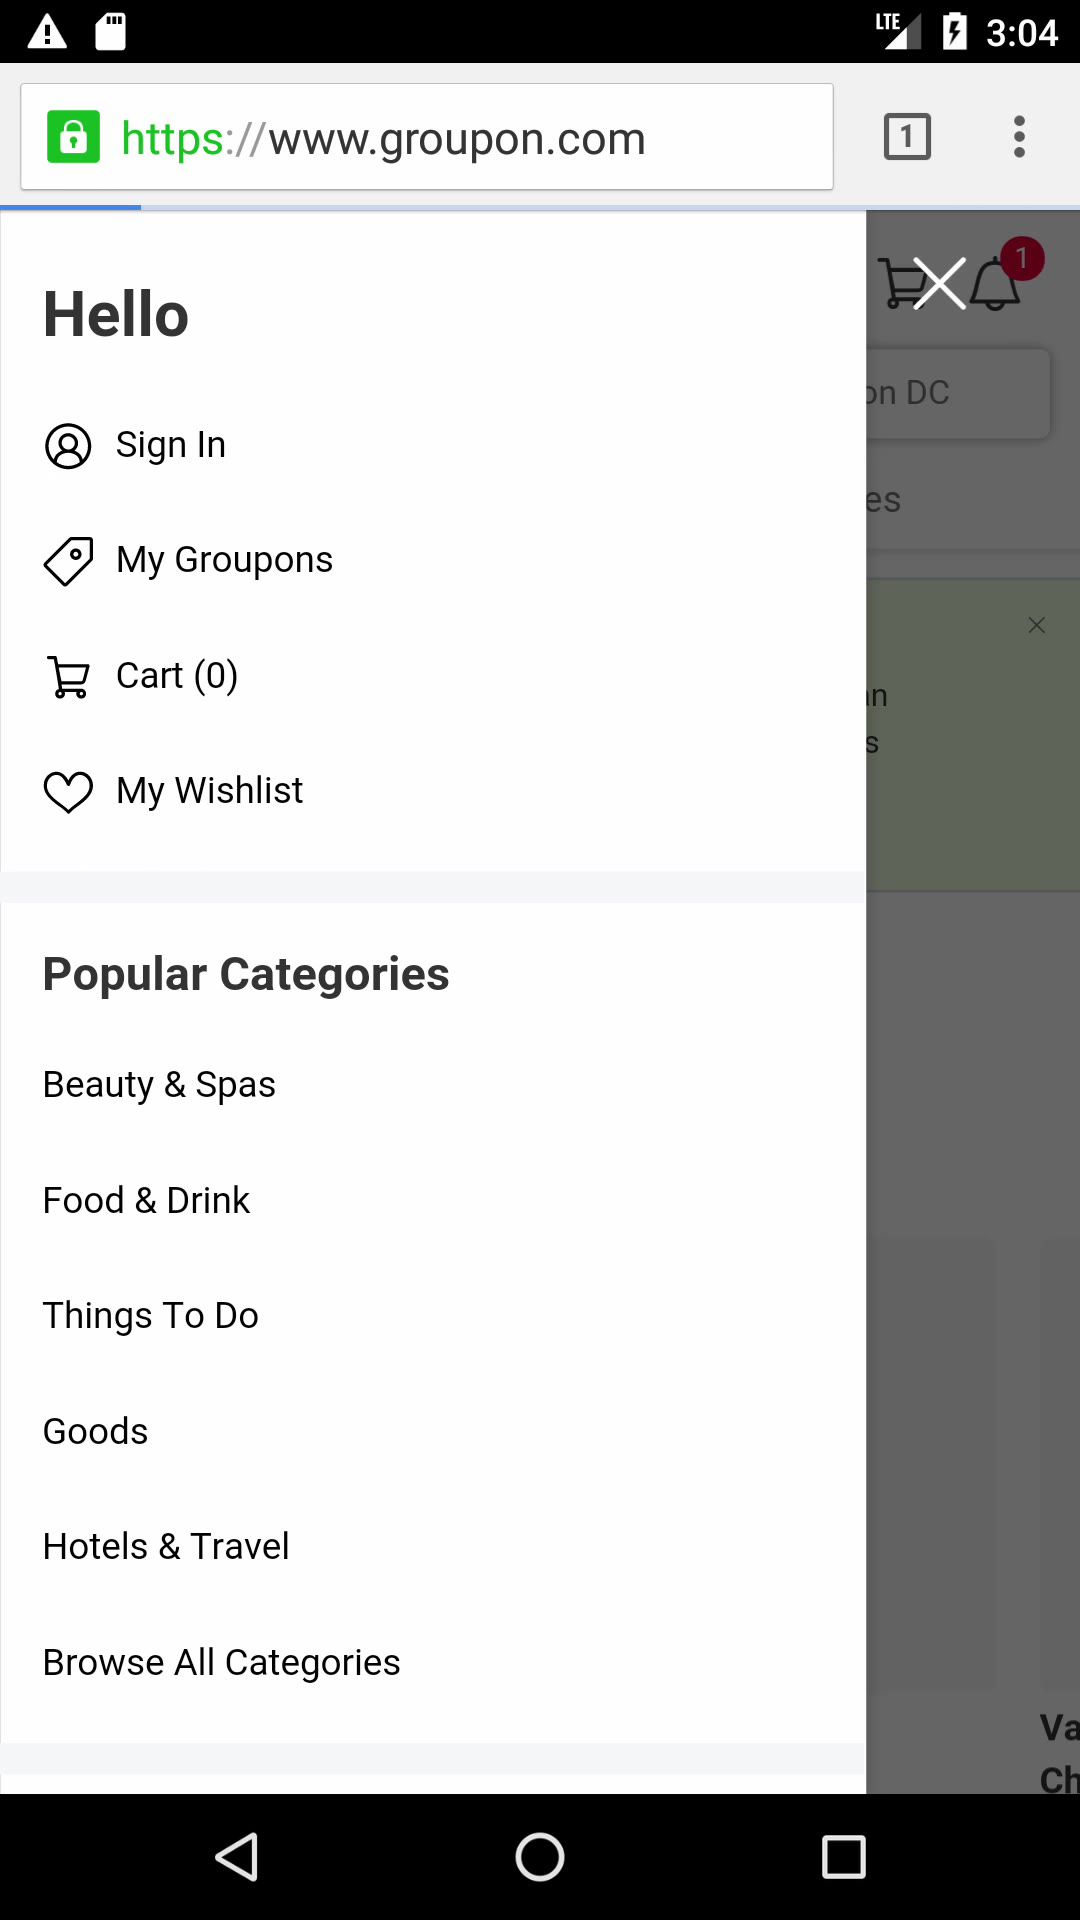 LTE 3:04
https://www.groupon.com 1
Hello
1
on DC
Sign In
es
My Groupons
Cart (0)
an
s
My Wishlist
Popular Categories
Beauty & Spas
Food & Drink
Things To Do
Goods
Hotels & Travel
Browse All Categories
Va
Ch